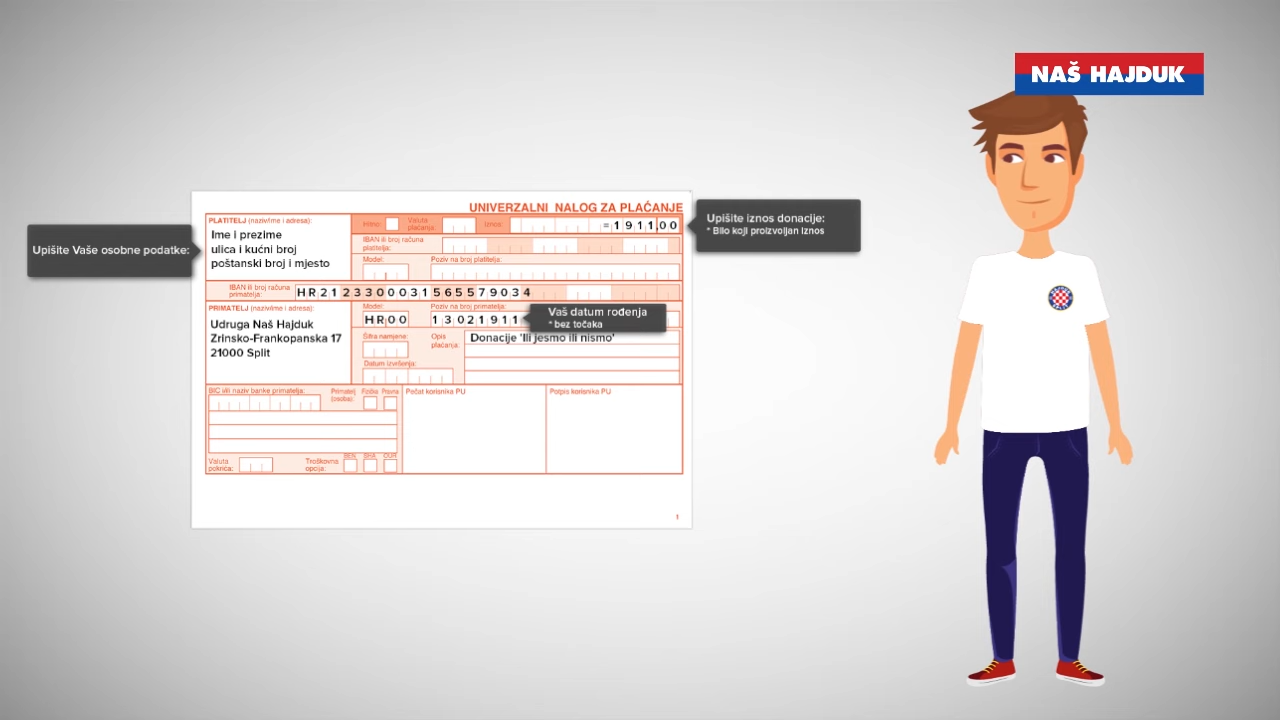 NAŠ HAJDUK
UNIVERZALNI NALOG ZA PLAĆANJE
Upišite Vaše osobne podatke:
PLATITELJ (naziv/ime i adresa):
Ime i prezime
ulica i kućni broj
poštanski broj i mjesto
Hitno:
Valuta
plaćanja:
Iznos:
=1911,00
Upišite iznos donacije:
* Bilo koji proizvoljan iznos
IBAN ili broj računa
platitelja:
Model:
Poziv na broj platitelja:
IBAN ili broj računa
primatelja:
HR2123300031565579034
PRIMATELJ (naziv/ime i adresa):
Udruga Naš Hajduk
Zrinsko-Frankopanska 17
21000 Split
Model:
HR00
Poziv na broj primatelja:
13021911
Vaš datum rođenja
* bez točaka
Šifra namjene:
Opis
plaćanja:
Donacije 'Ili jesmo ili nismo'
Datum izvršenja:
BIC i/ili naziv banke primatelja:
Primatelj
(osoba):
Fizička
Pravna
Pečat korisnika PU
Potpis korisnika PU
Valuta
pokrića:
Troškovna
opcija:
BEN
SHA
OUR
1